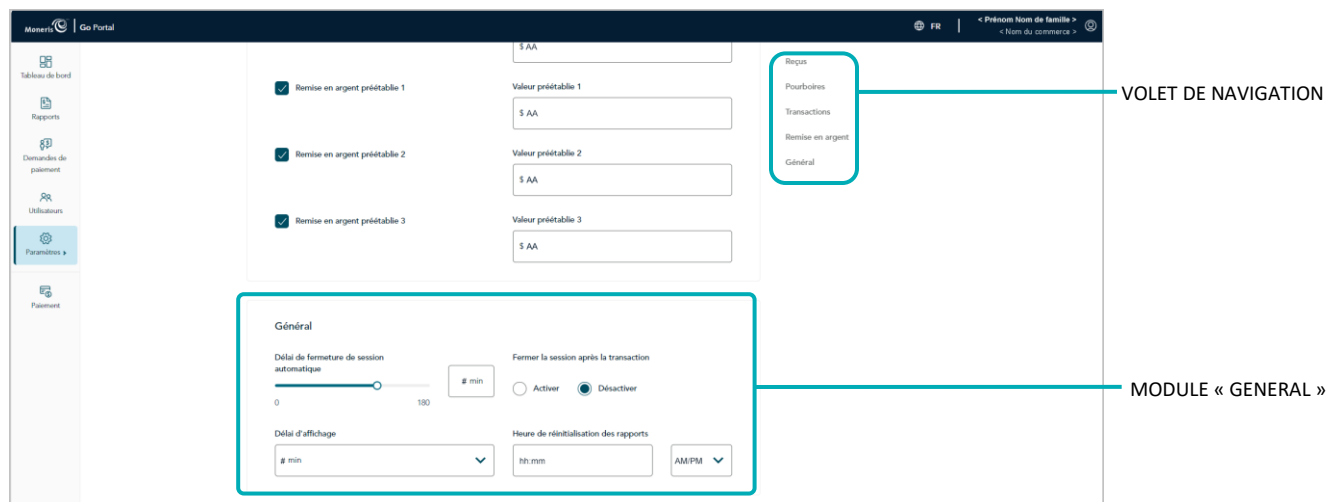 Moneris Go Portal
FR
< Prénom Nom de famille >
< Nom du commerce >
Tableau de bord
Rapports
Demandes de
paiement
Utilisateurs
Paramètres
Paiement
$ AA
Remise en argent préétablie 1
Valeur préétablie 1
$ AA
Remise en argent préétablie 2
Valeur préétablie 2
$ AA
Remise en argent préétablie 3
Valeur préétablie 3
$ AA
Reçus
Pourboires
Transactions
Remise en argent
Général
VOLET DE NAVIGATION
Général
Délai de fermeture de session
automatique
# min
0 180
Fermer la session après la transaction
Activer Désactiver
Délai d'affichage
# min
Heure de réinitialisation des rapports
hh:mm
AM/PM
MODULE « GENERAL »